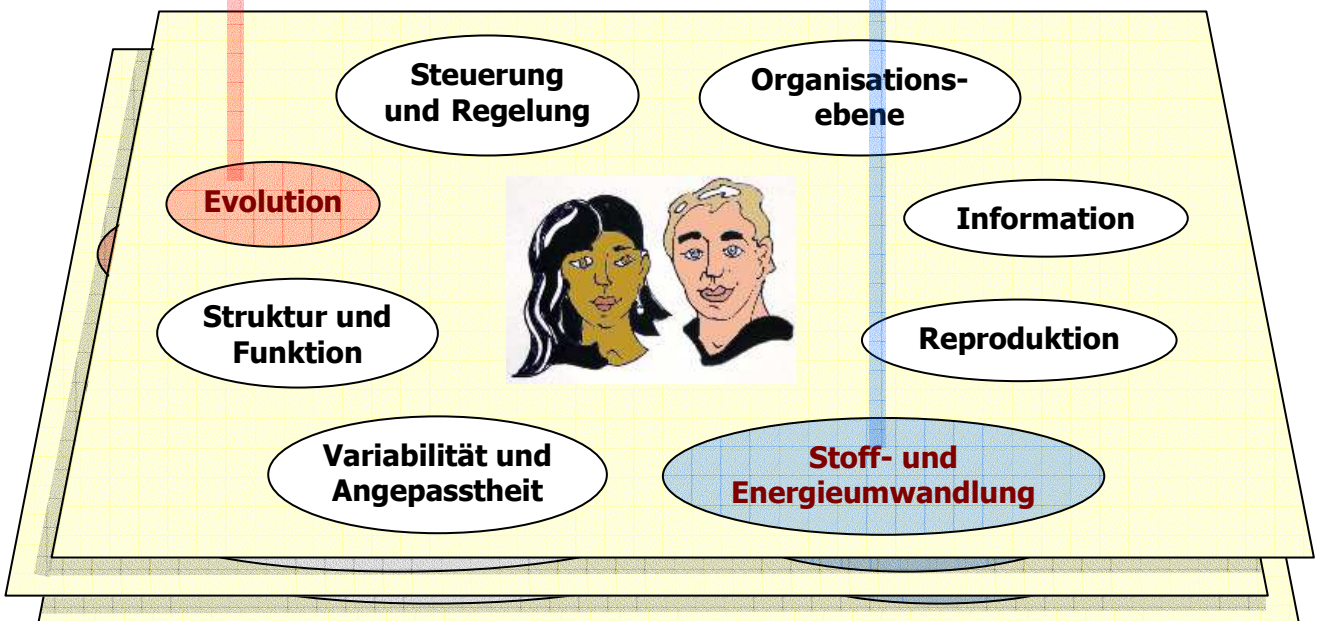 Steuerung
und Regelung
Organisations-
ebene
Evolution
Information
Struktur und
Funktion
Reproduktion
Variabilität und
Angepasstheit
Stoff- und
Energieumwandlung